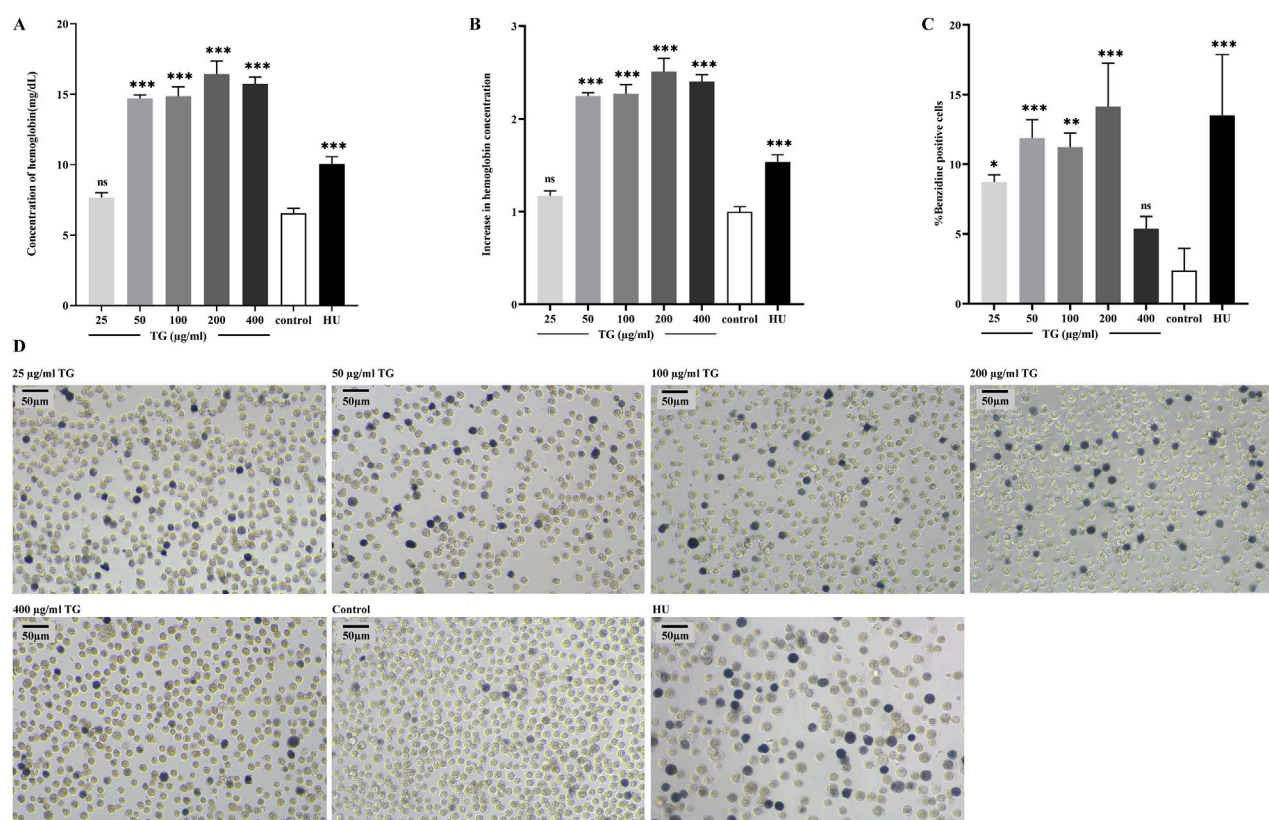 A
Concentration of hemoglobin(mg/dL)
20
15
10
5
0
ns
***
***
***
***
***
25
50
100
200
400
control
HU
TG (μg/ml)
B
Increase in hemoglobin concentration
3
2
1
0
ns
***
***
***
***
***
25
50
100
200
400
control
HU
TG (μg/ml)
C
%Benzidine positive cells
20
15
10
5
0
*
***
**
***
ns
***
25
50
100
200
400
control
HU
TG (μg/ml)
D
25 μg/ml TG
50μm
50 μg/ml TG
50μm
100 μg/ml TG
50μm
200 μg/ml TG
50μm
400 μg/ml TG
50μm
Control
50μm
HU
50μm